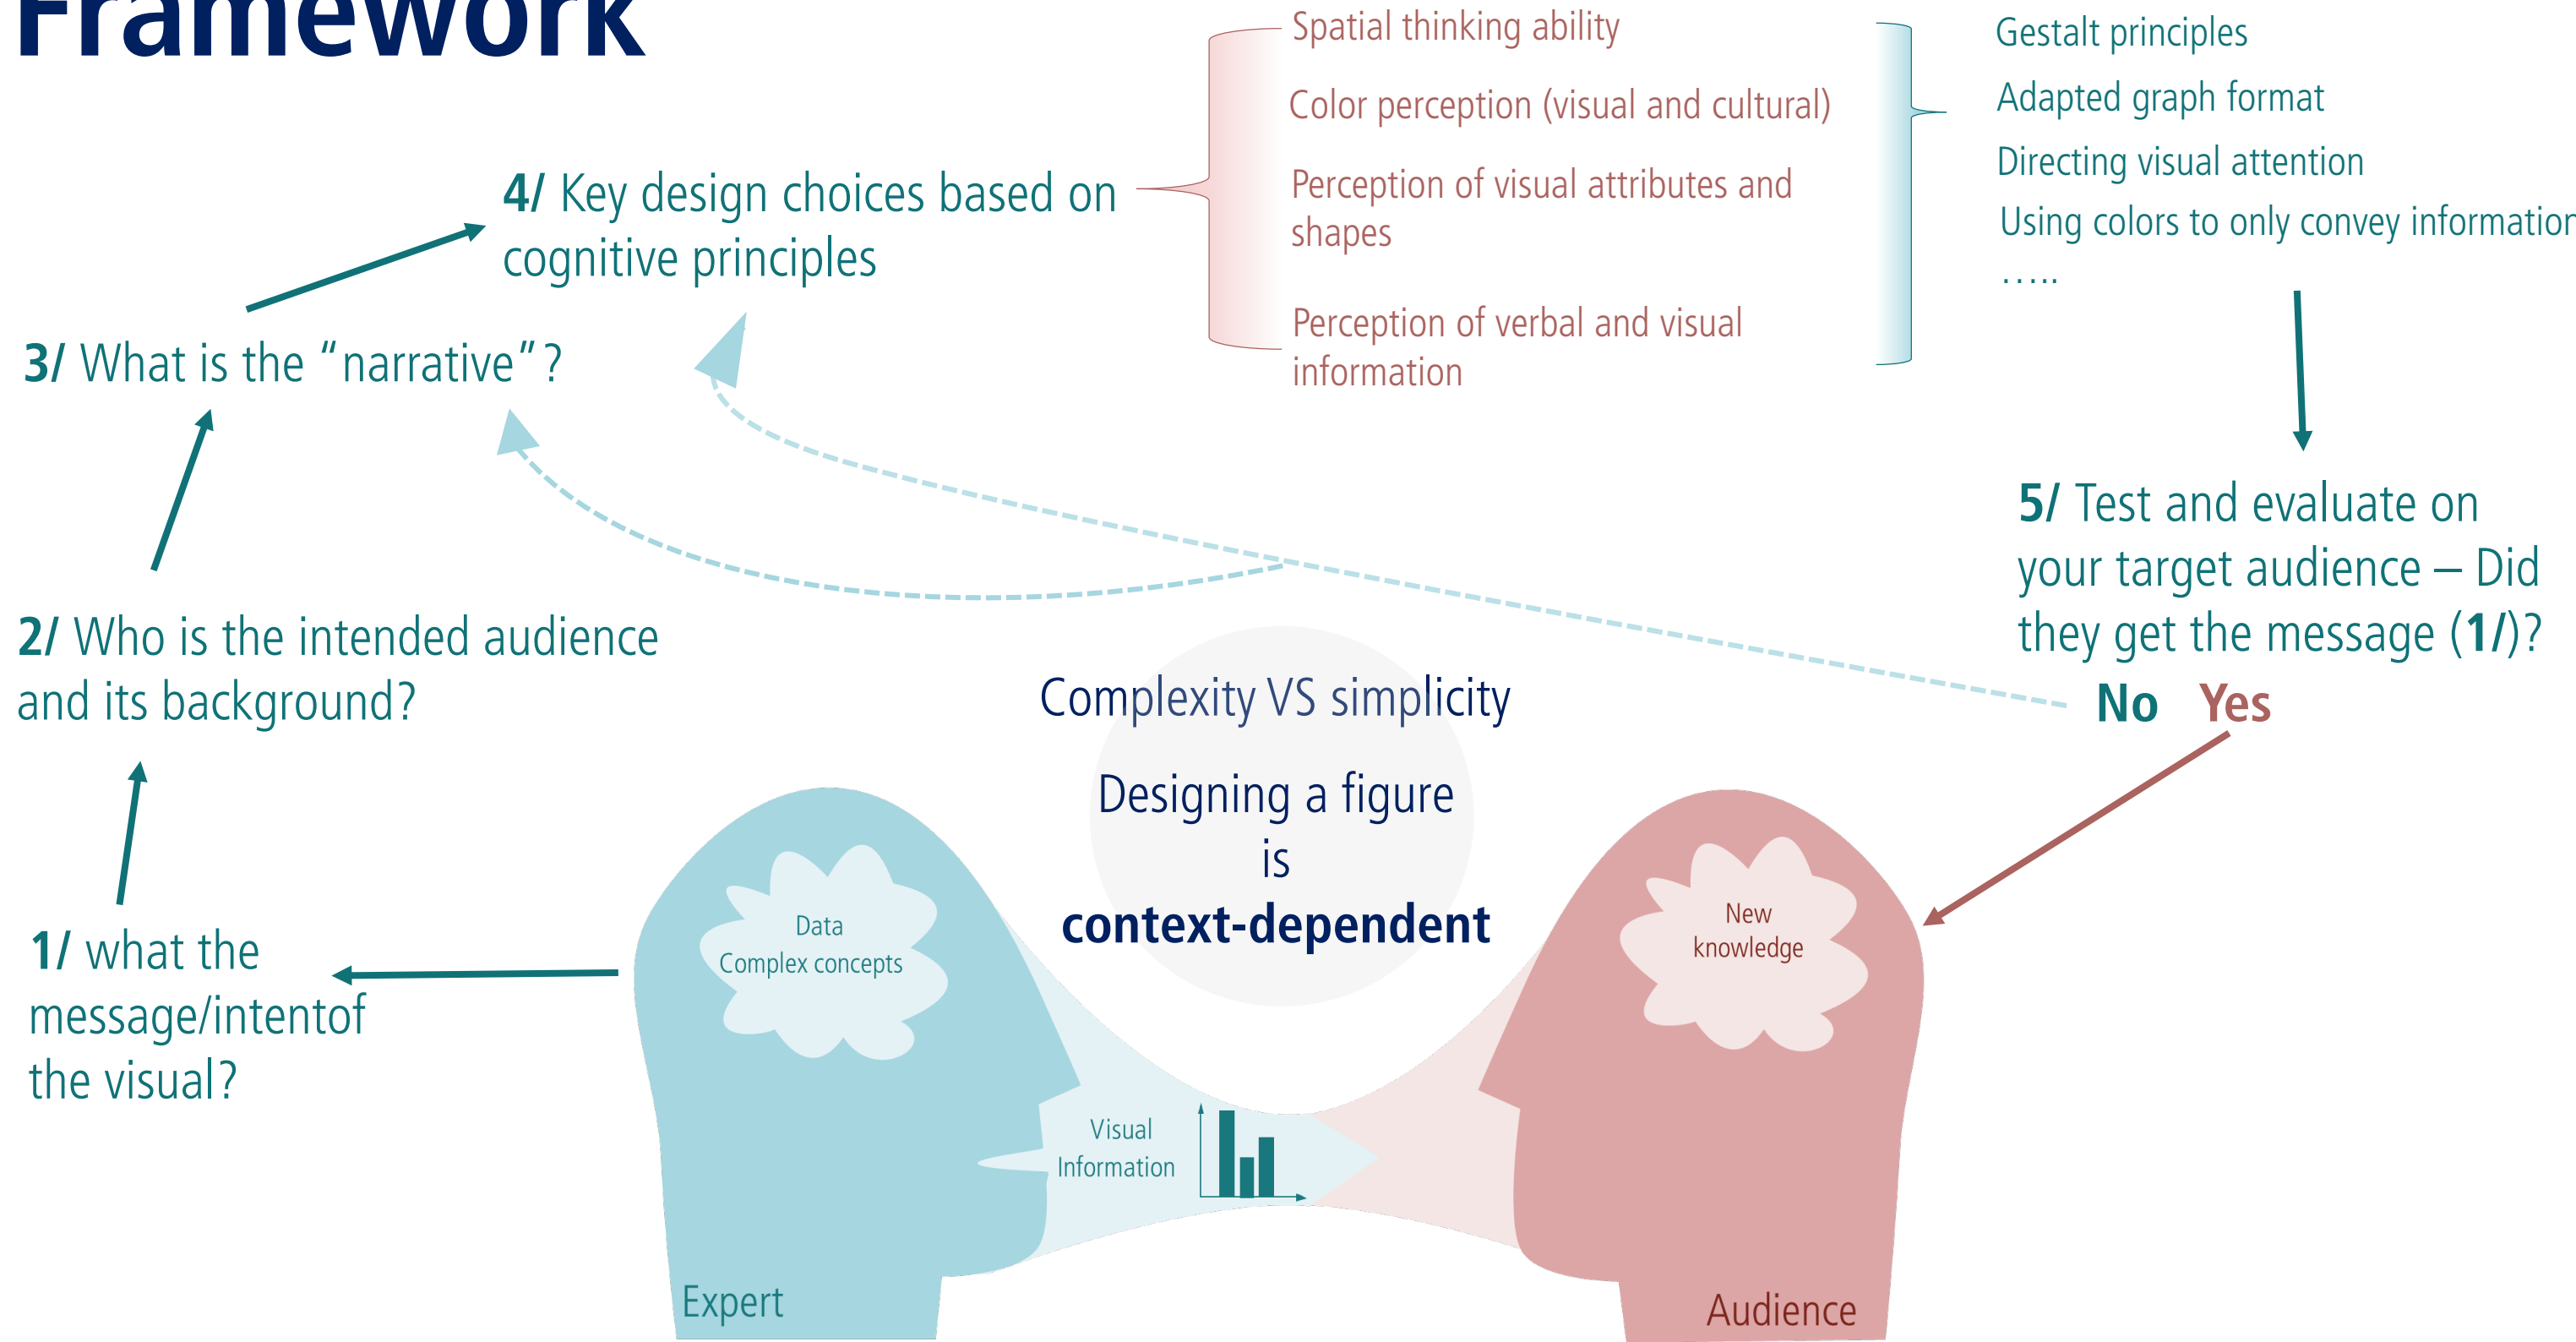 Framework
Spatial thinking ability
Color perception (visual and cultural)
Perception of visual attributes and
shapes
Perception of verbal and visual
information
Gestalt principles
Adapted graph format
Directing visual attention
Using colors to only convey information
.....
4/ Key design choices based on
cognitive principles
3/ What is the “narrative”?
2/ Who is the intended audience
and its background?
1/ what the
message/intentof
the visual?
5/ Test and evaluate on
your target audience – Did
they get the message (1/)?
No Yes
Complexity VS simplicity
Designing a figure
is
context-dependent
Data
Complex concepts
New
knowledge
Visual
Information
Expert
Audience